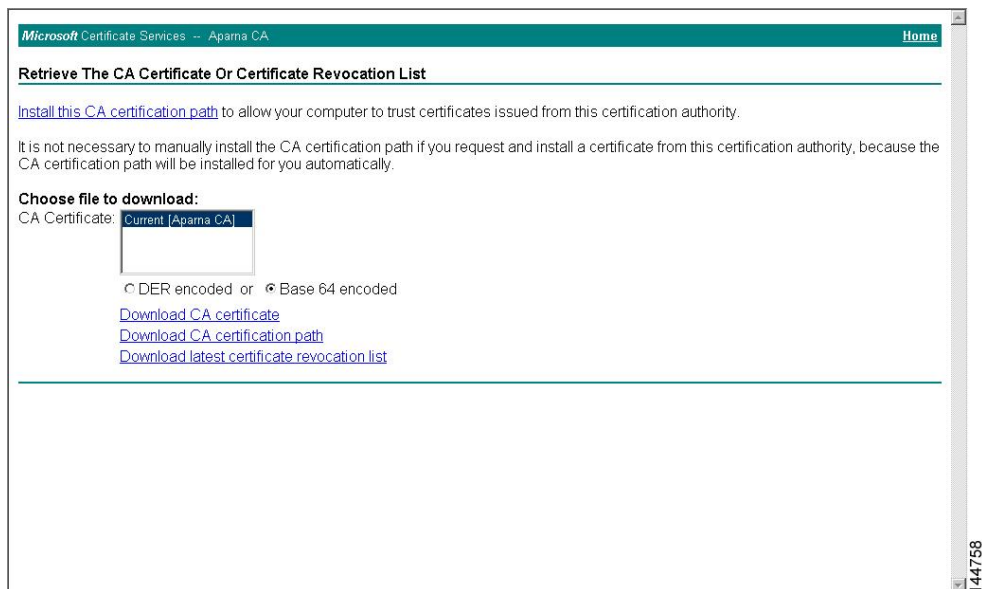 Microsoft Certificate Services -- Aparna CA Home
Retrieve The CA Certificate Or Certificate Revocation List
Install this CA certification path to allow your computer to trust certificates issued from this certification authority.
It is not necessary to manually install the CA certification path if you request and install a certificate from this certification authority, because the
CA certification path will be installed for you automatically.
Choose file to download:
CA Certificate: Current [Aparna CA]
DER encoded or Base 64 encoded
Download CA certificate
Download CA certification path
Download latest certificate revocation list
144758